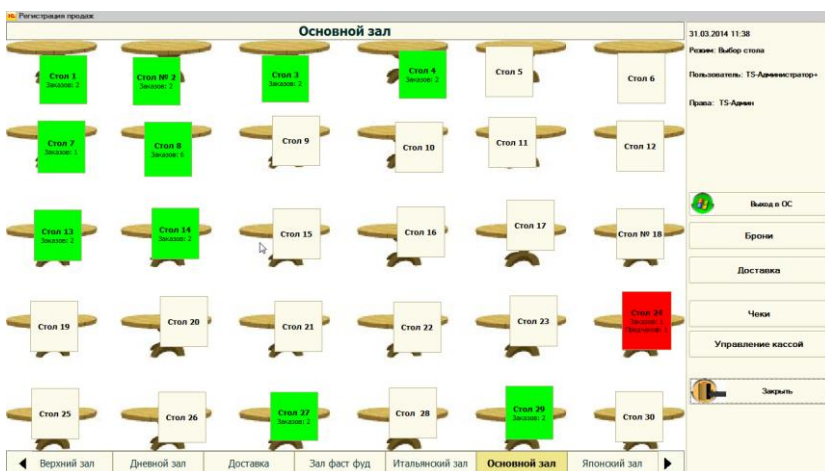 HL Регистрация продаж
Основной зал
31.03.2014 11:38
Режим: Выбор стола
Пользователь: TS-Администратор+
Права: TS-Админ
Стол 1
Заказов: 2
Стол № 2
Заказов: 2
Стол 3
Заказов: 2
Стол 4
Заказов: 2
Стол 5
Стол 6
Стол 7
Заказов: 1
Стол 8
Заказов: 6
Стол 9
Стол 10
Стол 11
Стол 12
Стол 13
Заказов: 2
Стол 14
Заказов: 2
Стол 15
Стол 16
Стол 17
Стол № 18
Стол 19
Стол 20
Стол 21
Стол 22
Стол 23
Стол 24
Заказов: 1
Пречеков: 1
Стол 25
Стол 26
Стол 27
Заказов: 2
Стол 28
Стол 29
Заказов: 2
Стол 30
Выход в ОС
Брони
Доставка
Чеки
Управление кассой
Закрыть
Верхний зал
Дневной зал
Доставка
Зал фаст фуд
Итальянский зал
Основной зал
Японский зал